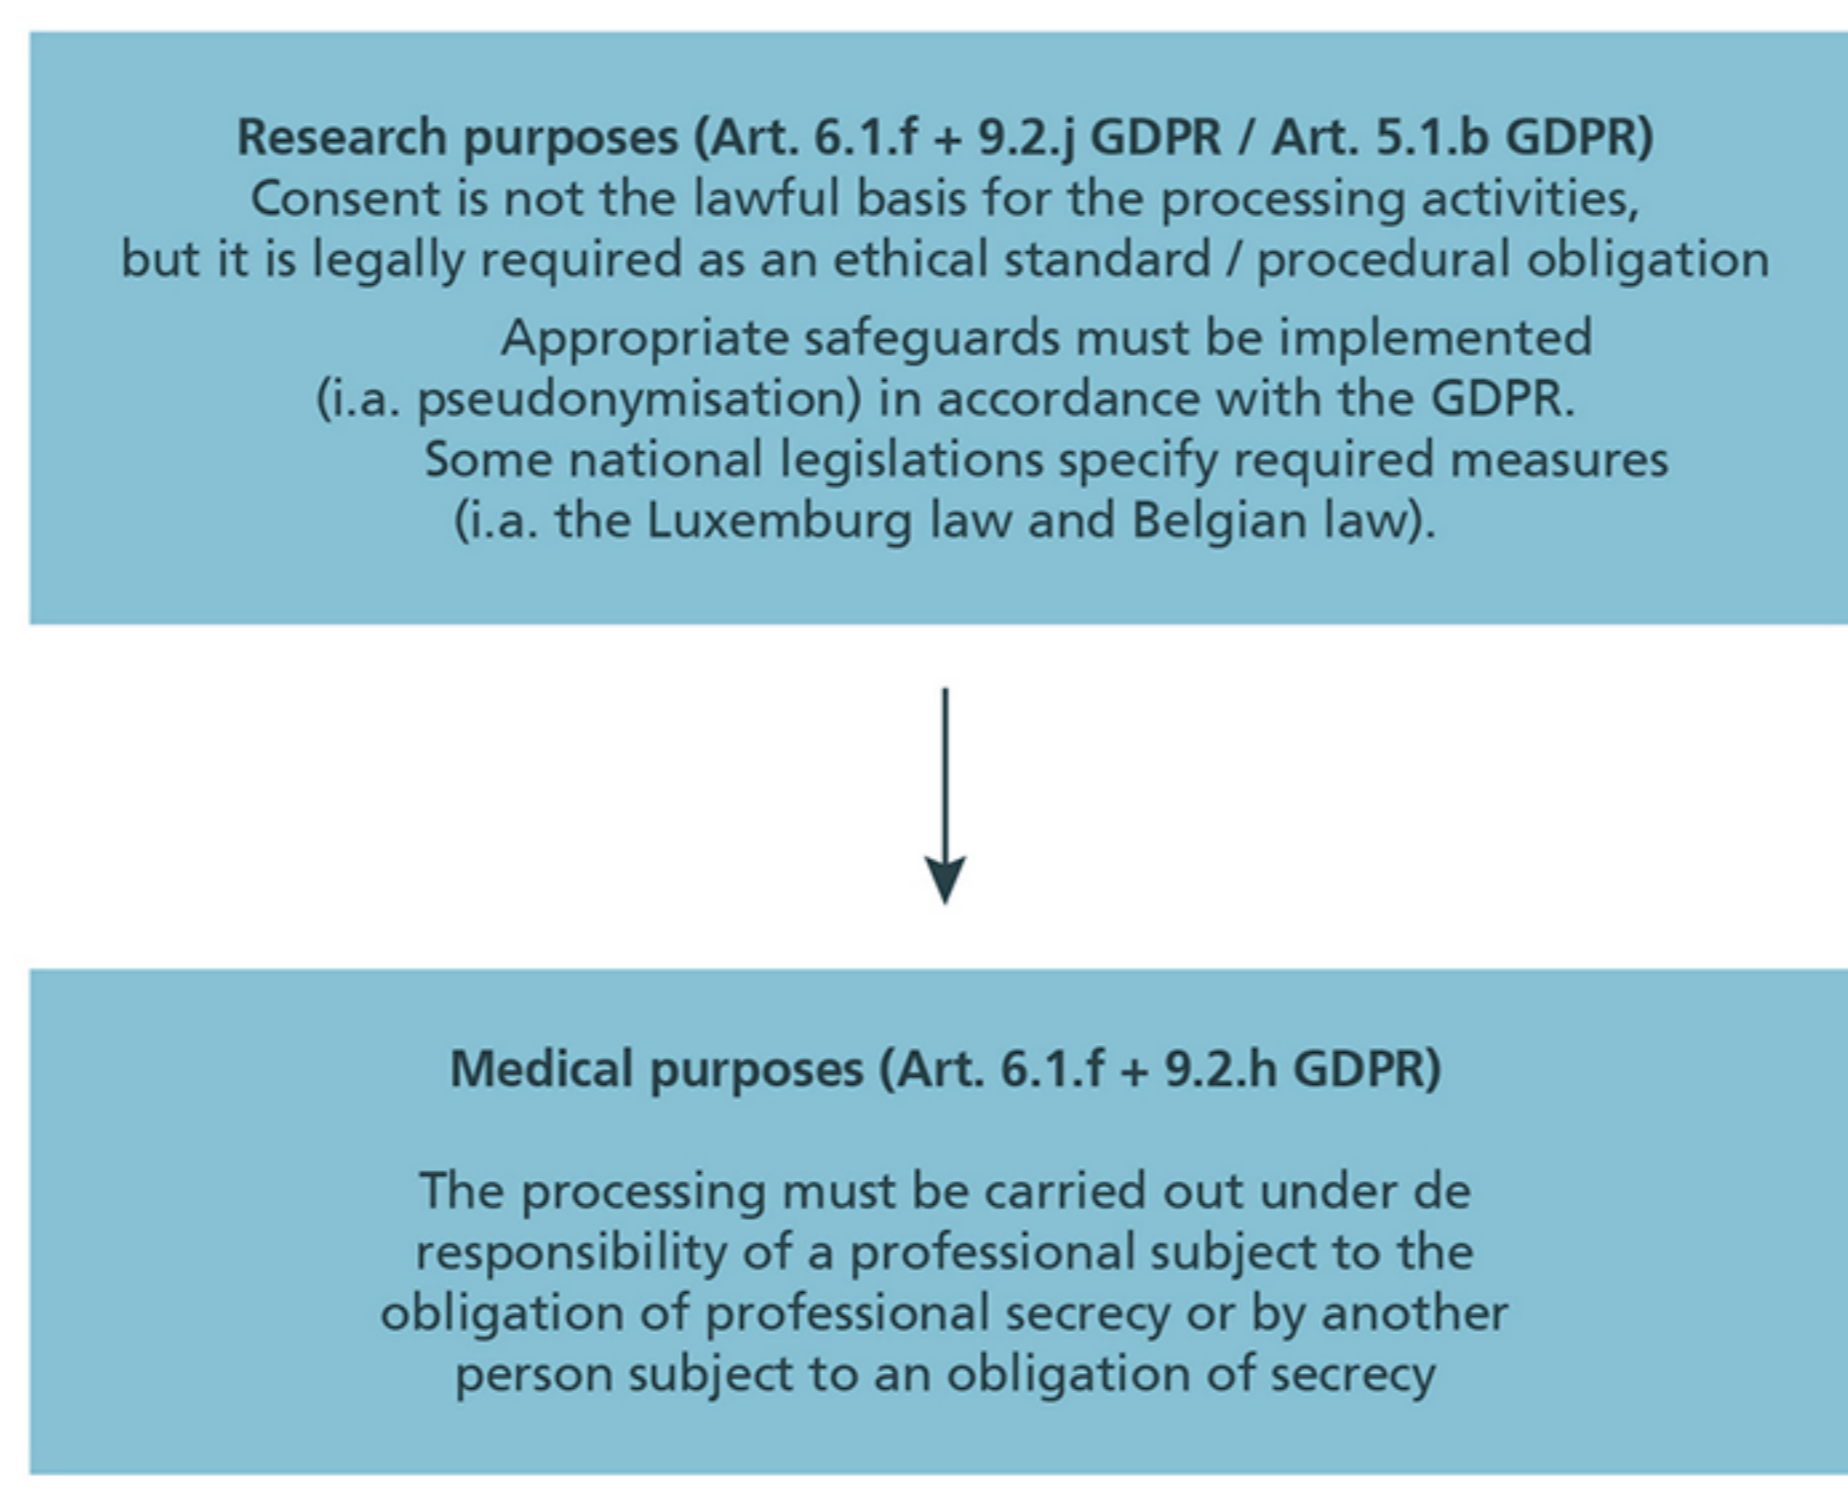 Research purposes (Art. 6.1.f + 9.2.j GDPR / Art. 5.1.b GDPR)
Consent is not the lawful basis for the processing activities,
but it is legally required as an ethical standard / procedural obligation
Appropriate safeguards must be implemented
(i.a. pseudonymisation) in accordance with the GDPR.
Some national legislations specify required measures
(i.a. the Luxemburg law and Belgian law).
Medical purposes (Art. 6.1.f + 9.2.h GDPR)
The processing must be carried out under de
responsibility of a professional subject to the
obligation of professional secrecy or by another
person subject to an obligation of secrecy